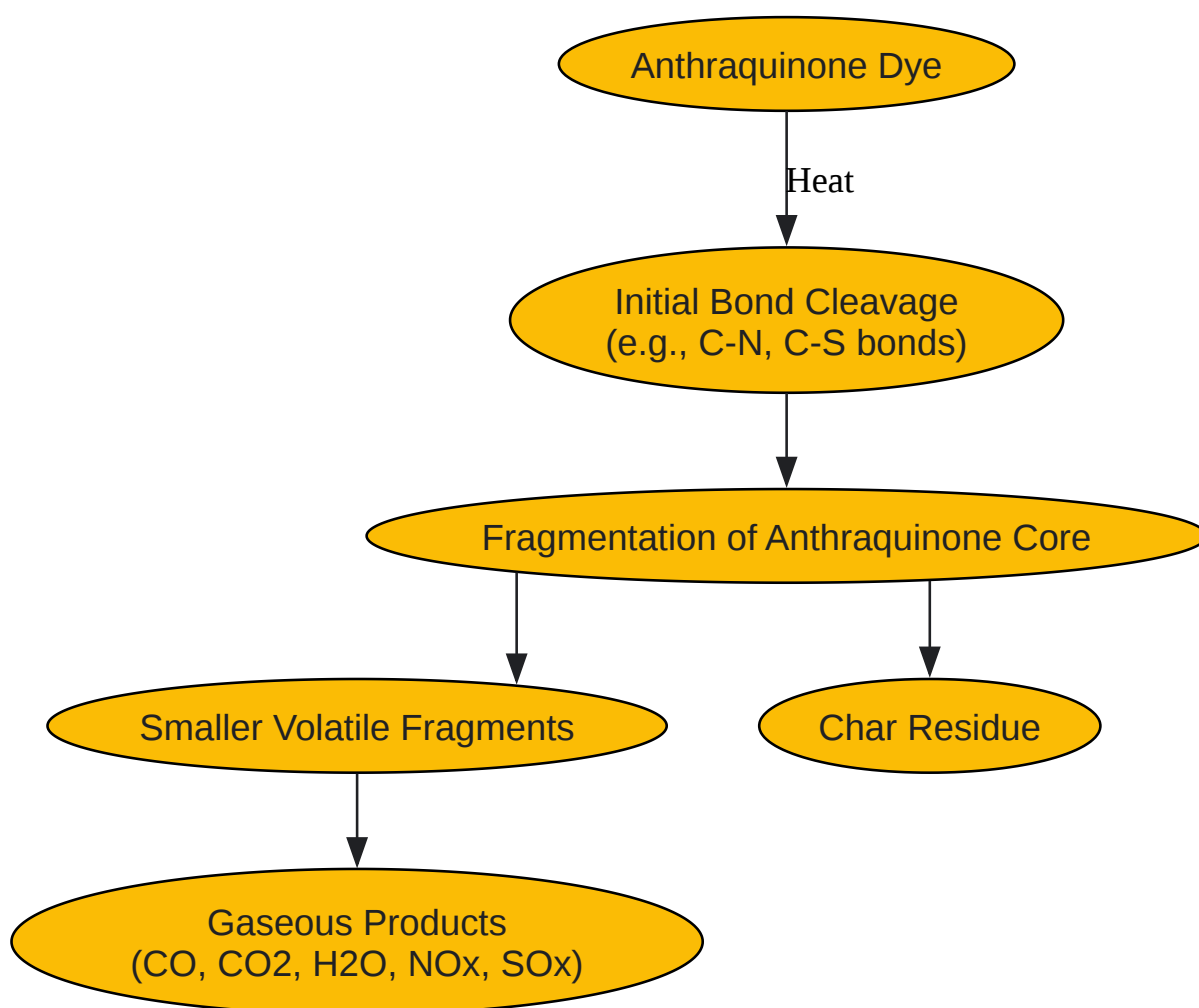 Anthraquinone Dye
Heat
Initial Bond Cleavage
(e.g., C-N, C-S bonds)
Fragmentation of Anthraquinone Core
Smaller Volatile Fragments
Char Residue
Gaseous Products
(CO, CO2, H2O, NOx, SOx)